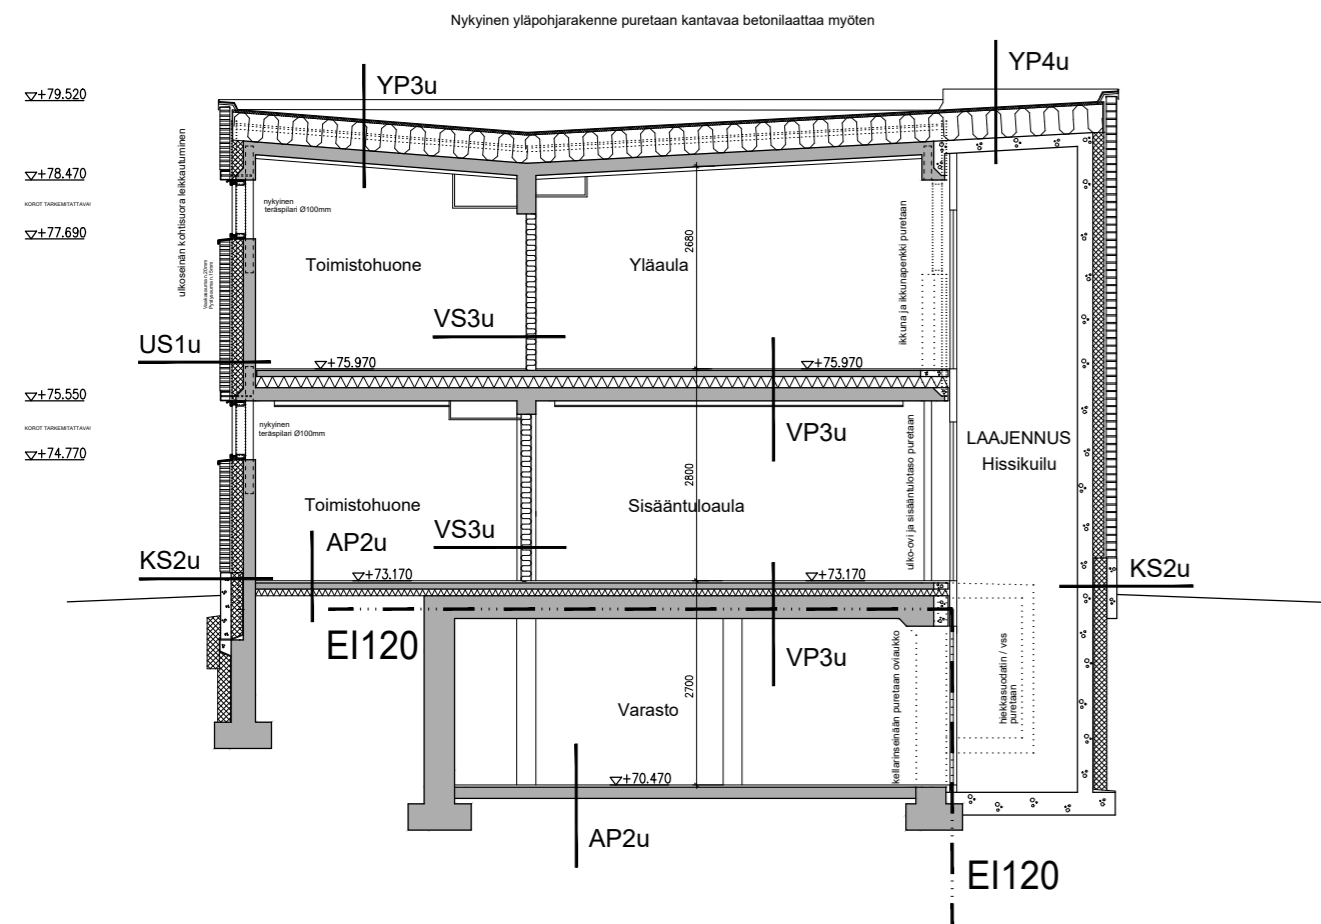 Nykyinen yläpohjarakenne puretaan kantavaa betonilaattaa myöten
YP4u
YP3u
+79.520
ulkoseinän kohtisuora leikkautuminen
+78.470
KOROT TARKEMITATTAVA!
nykyinen
teräspilari Ø100mm
+77.690
Toimistohuone
Yläaula
2680
ikkuna ja ikkunapenkki puretaan
VS3u
US1u
+75.970
+75.970
+75.550
KOROT TARKEMITATTAVA!
nykyinen
teräspilari Ø100mm
VP3u
LAAJENNUS
Hissikuilu
+74.770
2800
ulko-ovi ja sisääntulotaso puretaan
Toimistohuone
Sisääntuloaula
VS3u
AP2u
KS2u
+73.170
+73.170
KS2u
EI120
VP3u
kellarinseinään puretaan oviaukko
hiekkasuodatin / vss
puretaan
2700
Varasto
+70.470
AP2u
EI120